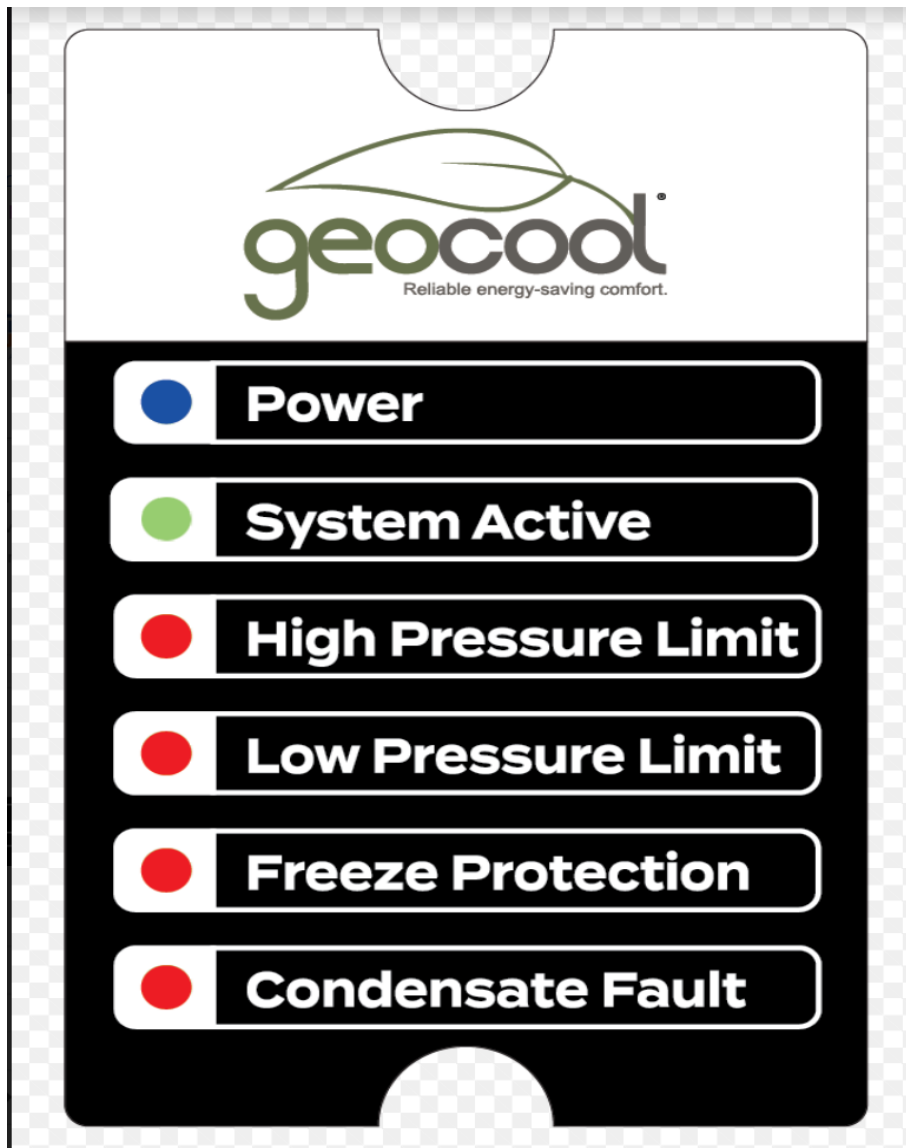 geocool®
Reliable energy-saving comfort.
Power
System Active
High Pressure Limit
Low Pressure Limit
Freeze Protection
Condensate Fault